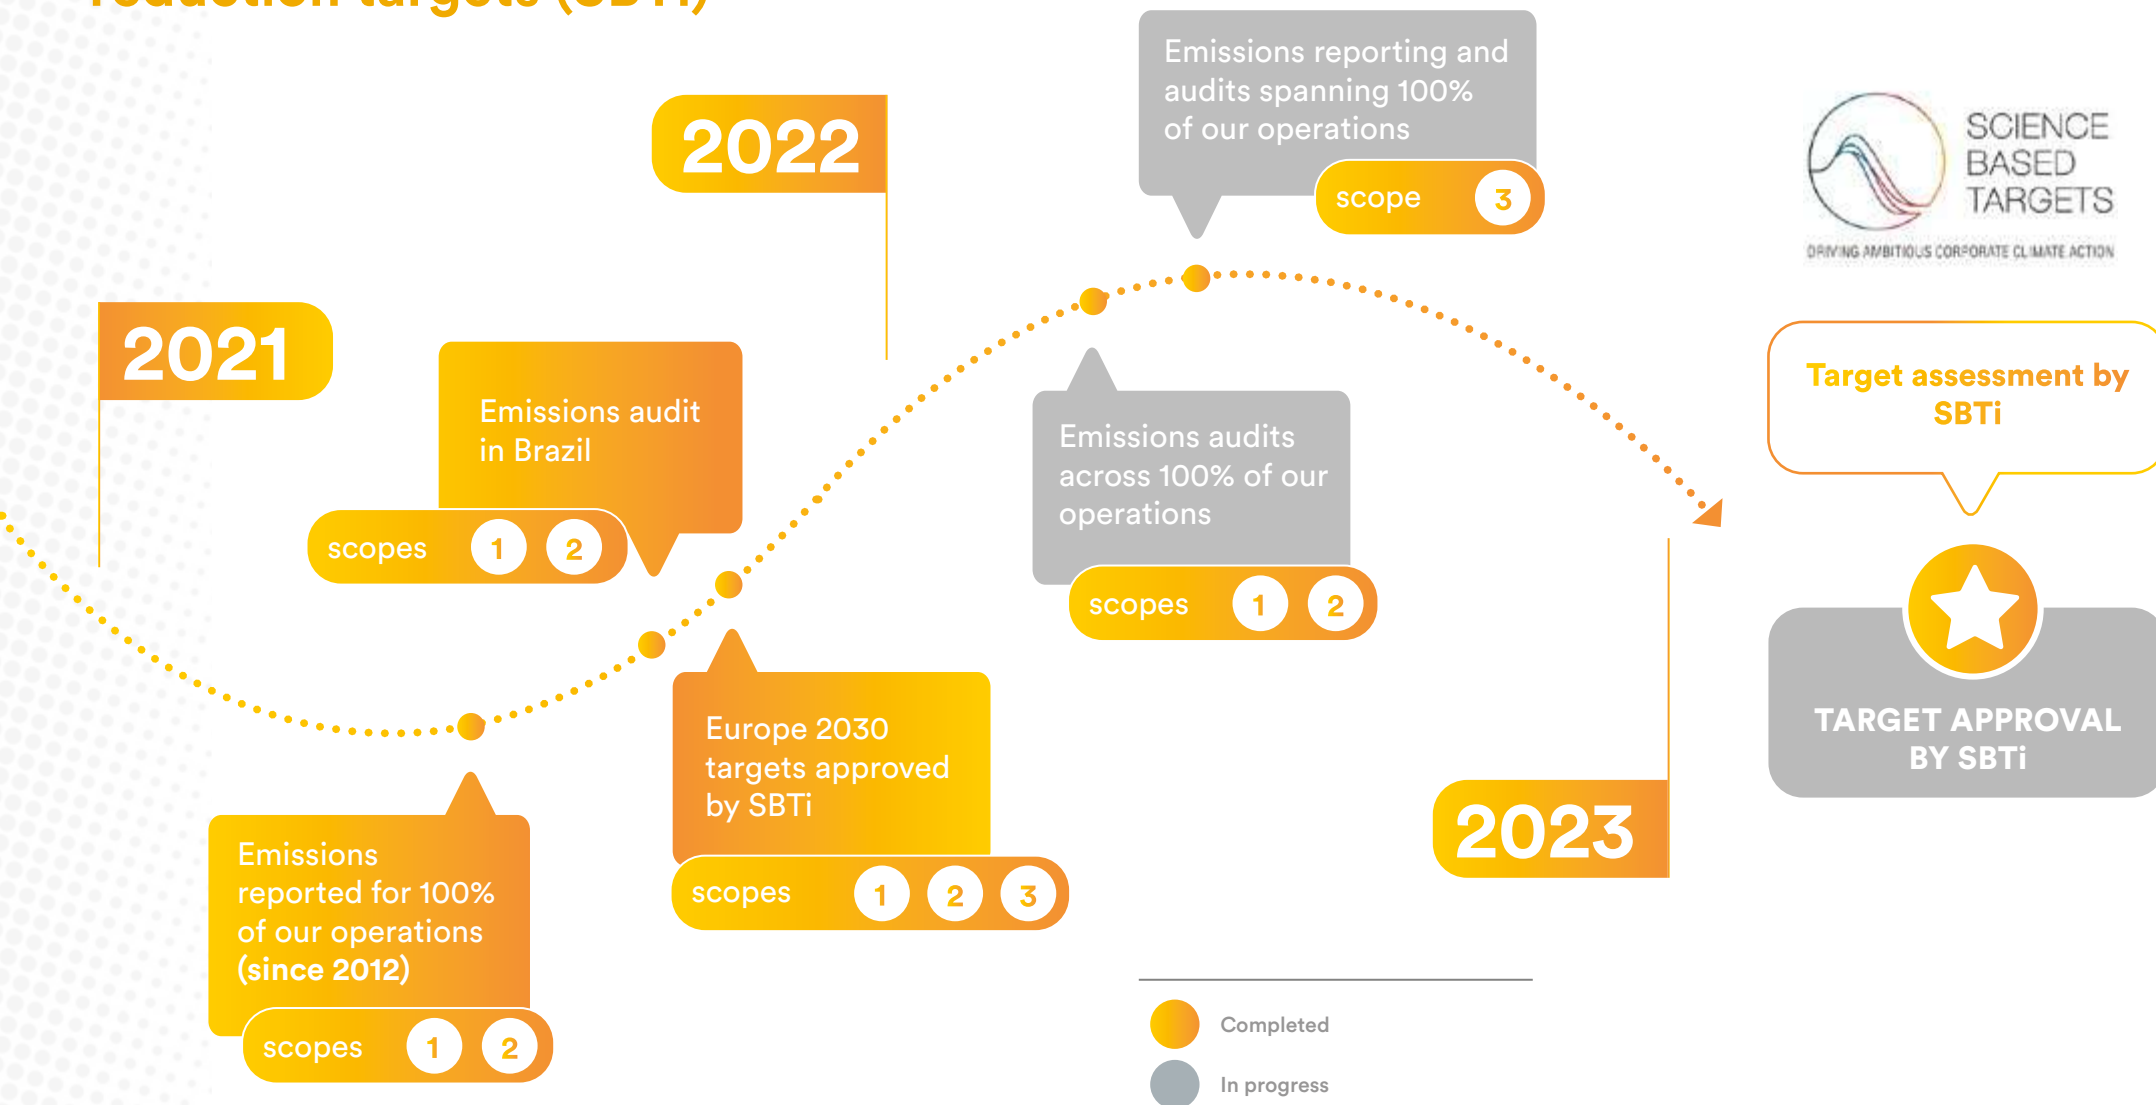 reduction targets (SBTi)
2021
Emissions
reported for 100%
of our operations
(since 2012)
scopes 1 2
Emissions audit
in Brazil
scopes 1 2
Europe 2030
targets approved
by SBTi
scopes 1 2 3
2022
Emissions audits
across 100% of our
operations
scopes 1 2
Emissions reporting and
audits spanning 100%
of our operations
scope 3
2023
SCIENCE
BASED
TARGETS
DRIVING AMBITIOUS CORPORATE CLIMATE ACTION
Target assessment by
SBTi
TARGET APPROVAL
BY SBTi
Completed
In progress